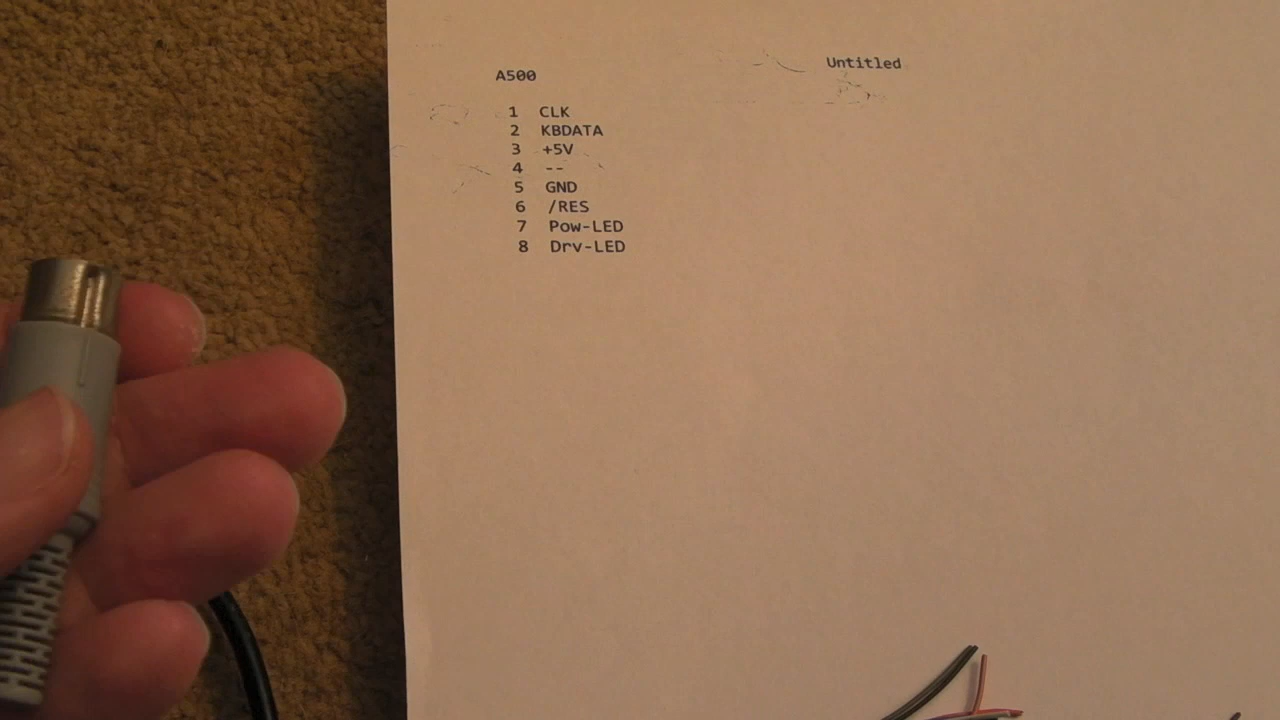 Untitled
A500
1 CLK
2 KBDATA
3 +5V
4 --
5 GND
6 /RES
7 Pow-LED
8 Drv-LED